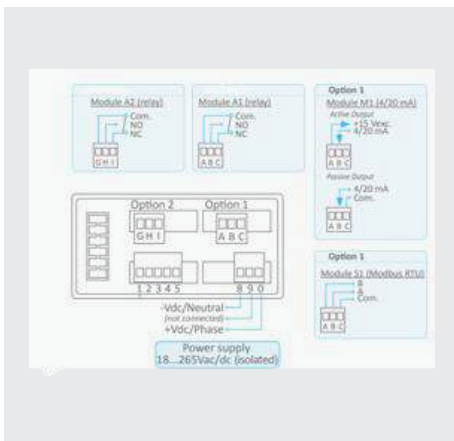 Module A2 (relay)
Com.
NO
NC
G H I
Module A1 (relay)
Com.
NO
NC
A B C
Option 1
Module M1 (4/20 mA)
Active Output
+15 Vexc.
4/20 mA
A B C
Passive Output
4/20 mA
Com.
A B C
Option 2
G H I
Option 1
A B C
1 2 3 4 5
8 9 0
-Vdc/Neutral
(not connected)
+Vdc/Phase
Power supply
18...265Vac/dc (isolated)
Option 1
Module S1 (Modbus RTU)
B
A
Com.
A B C